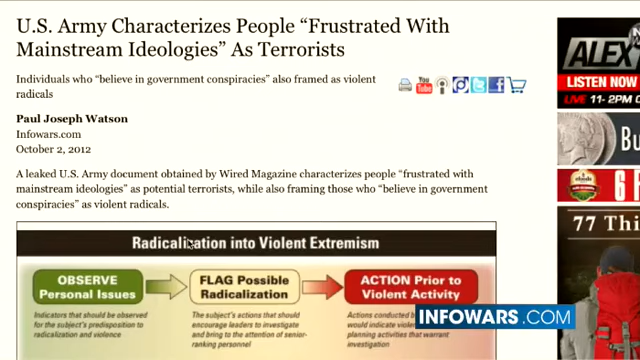 U.S. Army Characterizes People “Frustrated With
Mainstream Ideologies” As Terrorists
Individuals who “believe in government conspiracies” also framed as violent
radicals
Paul Joseph Watson
Infowars.com
October 2, 2012
A leaked U.S. Army document obtained by Wired Magazine characterizes people “frustrated with
mainstream ideologies” as potential terrorists, while also framing those who “believe in government
conspiracies” as violent radicals.
You
Tube
ALEX
LISTEN NOW
LIVE 11- 2PM
Bu
6 F
77 Thi
Radicalization into Violent Extremism
OBSERVE
Personal Issues
FLAG Possible
Radicalization
ACTION Prior to
Violent Activity
Indicators that should be
observed for the subject's predisposition
to radicalization and violence
The subject's actions that should
encourage leaders to investigate
and bring to the attention of senior-
ranking personnel
Actions conducted b
would indicate violen
planning activities that warrant
investigation
INFOWARS.COM